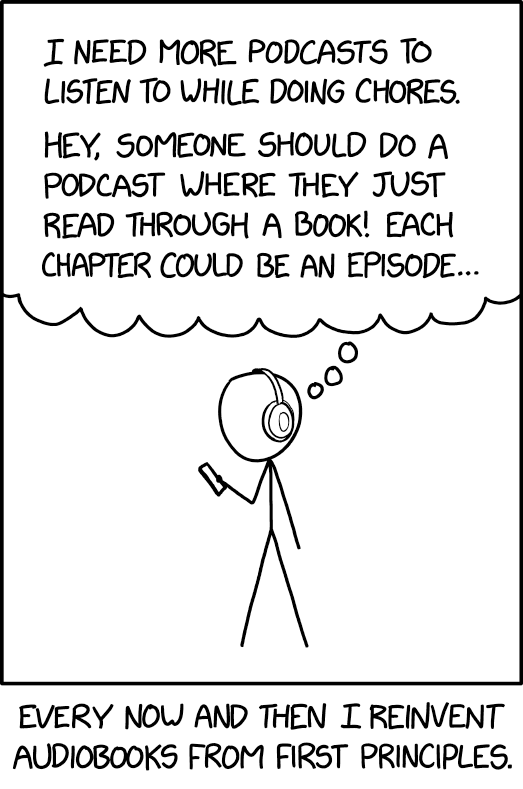 I NEED MORE PODCASTS TO
LISTEN TO WHILE DOING CHORES.
HEY, SOMEONE SHOULD DO A
PODCAST WHERE THEY JUST
READ THROUGH A BOOK! EACH
CHAPTER COULD BE AN EPISODE...
EVERY NOW AND THEN I REINVENT
AUDIOBOOKS FROM FIRST PRINCIPLES.